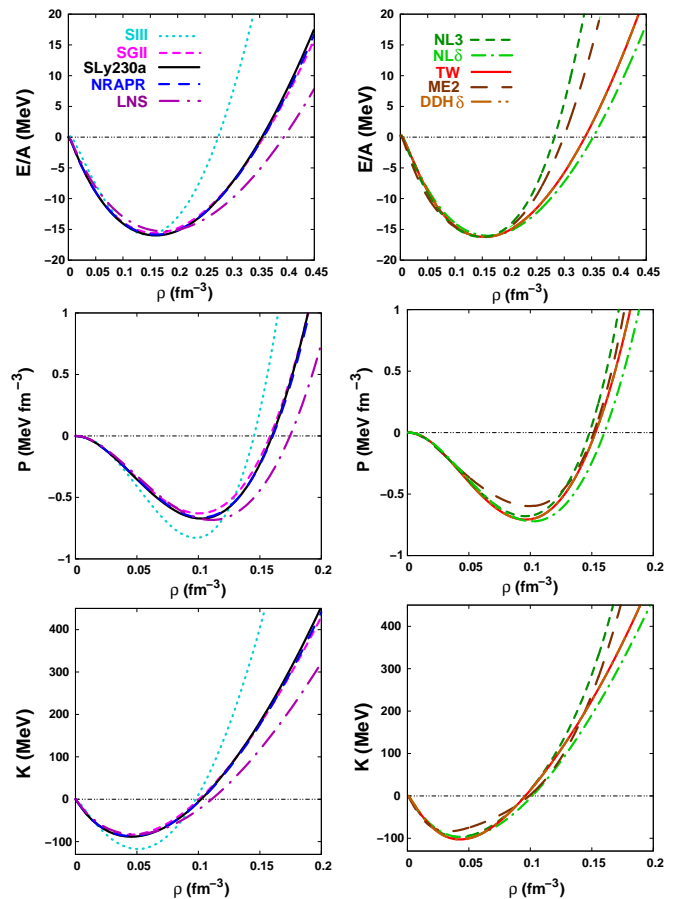 20
15
10
5
0
−5
−10
−15
−20
E/A (MeV)
SIII
SGII
SLy230a
NRAPR
LNS
0 0.05 0.1 0.15 0.2 0.25 0.3 0.35 0.4 0.45
ρ (fm−3)
20
15
10
5
0
−5
−10
−15
−20
E/A (MeV)
NL3
NLδ
TW
ME2
DDH δ
0 0.05 0.1 0.15 0.2 0.25 0.3 0.35 0.4 0.45
ρ (fm−3)
1
0.5
0
−0.5
−1
P (MeV fm−3)
0 0.05 0.1 0.15 0.2
ρ (fm−3)
1
0.5
0
−0.5
−1
P (MeV fm−3)
0 0.05 0.1 0.15 0.2
ρ (fm−3)
400
300
200
100
0
−100
K (MeV)
0 0.05 0.1 0.15 0.2
ρ (fm−3)
400
300
200
100
0
−100
K (MeV)
0 0.05 0.1 0.15 0.2
ρ (fm−3)